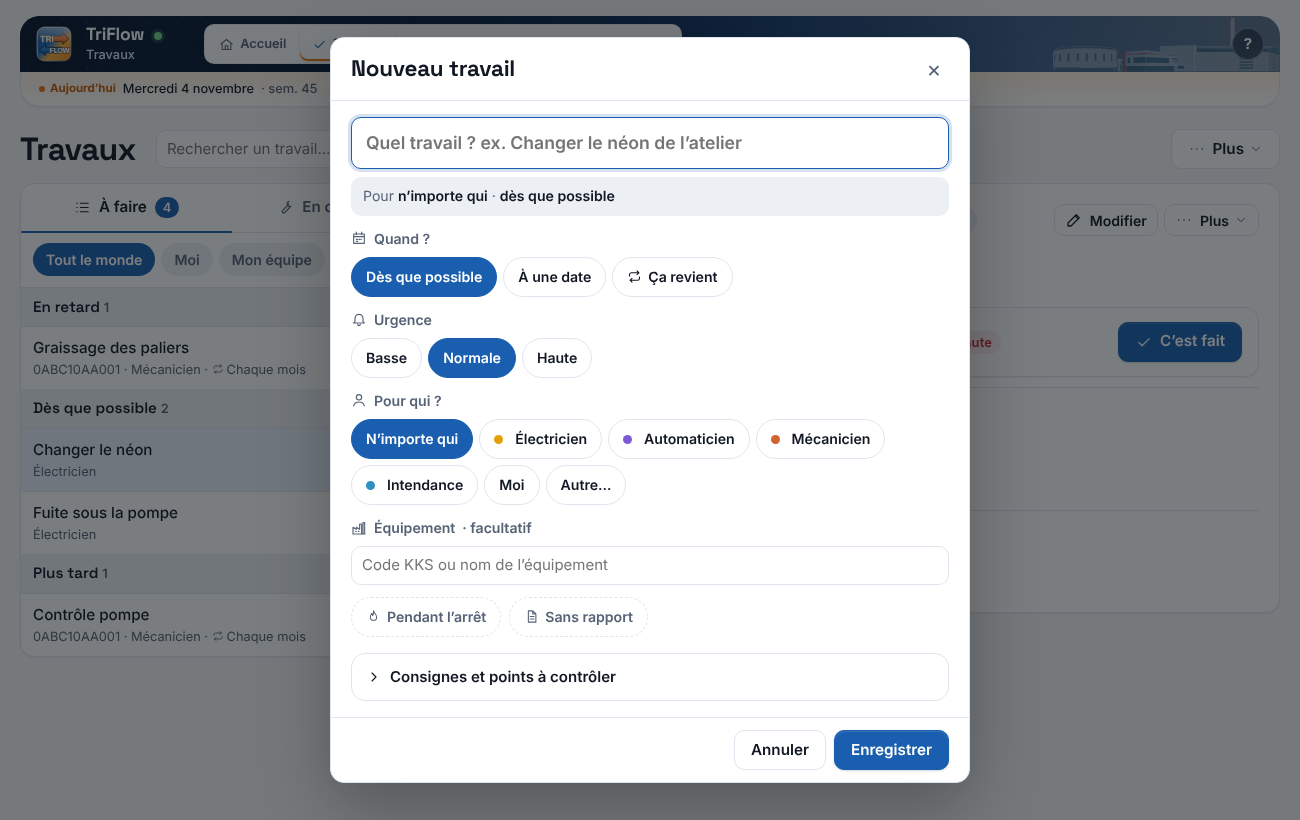 TriFlow
Travaux
TRI
FLOW
Accueil
?
Aujourd’hui Mercredi 4 novembre · sem. 45
Travaux
Rechercher un travail...
··· Plus
À faire 4
En c
Tout le monde
Moi
Mon équipe
En retard 1
Graissage des paliers
0ABC10AA001 · Mécanicien · Chaque mois
Dès que possible 2
Changer le néon
Électricien
Fuite sous la pompe
Électricien
Plus tard 1
Contrôle pompe
0ABC10AA001 · Mécanicien · Chaque mois
Nouveau travail
Quel travail ? ex. Changer le néon de l’atelier
Pour n’importe qui · dès que possible
Quand ?
Dès que possible
À une date
Ça revient
Urgence
Basse
Normale
Haute
Pour qui ?
N’importe qui
Électricien
Automaticien
Mécanicien
Intendance
Moi
Autre…
Équipement · facultatif
Code KKS ou nom de l’équipement
Pendant l’arrêt
Sans rapport
Consignes et points à contrôler
Annuler
Enregistrer
Modifier
··· Plus
ute
C’est fait